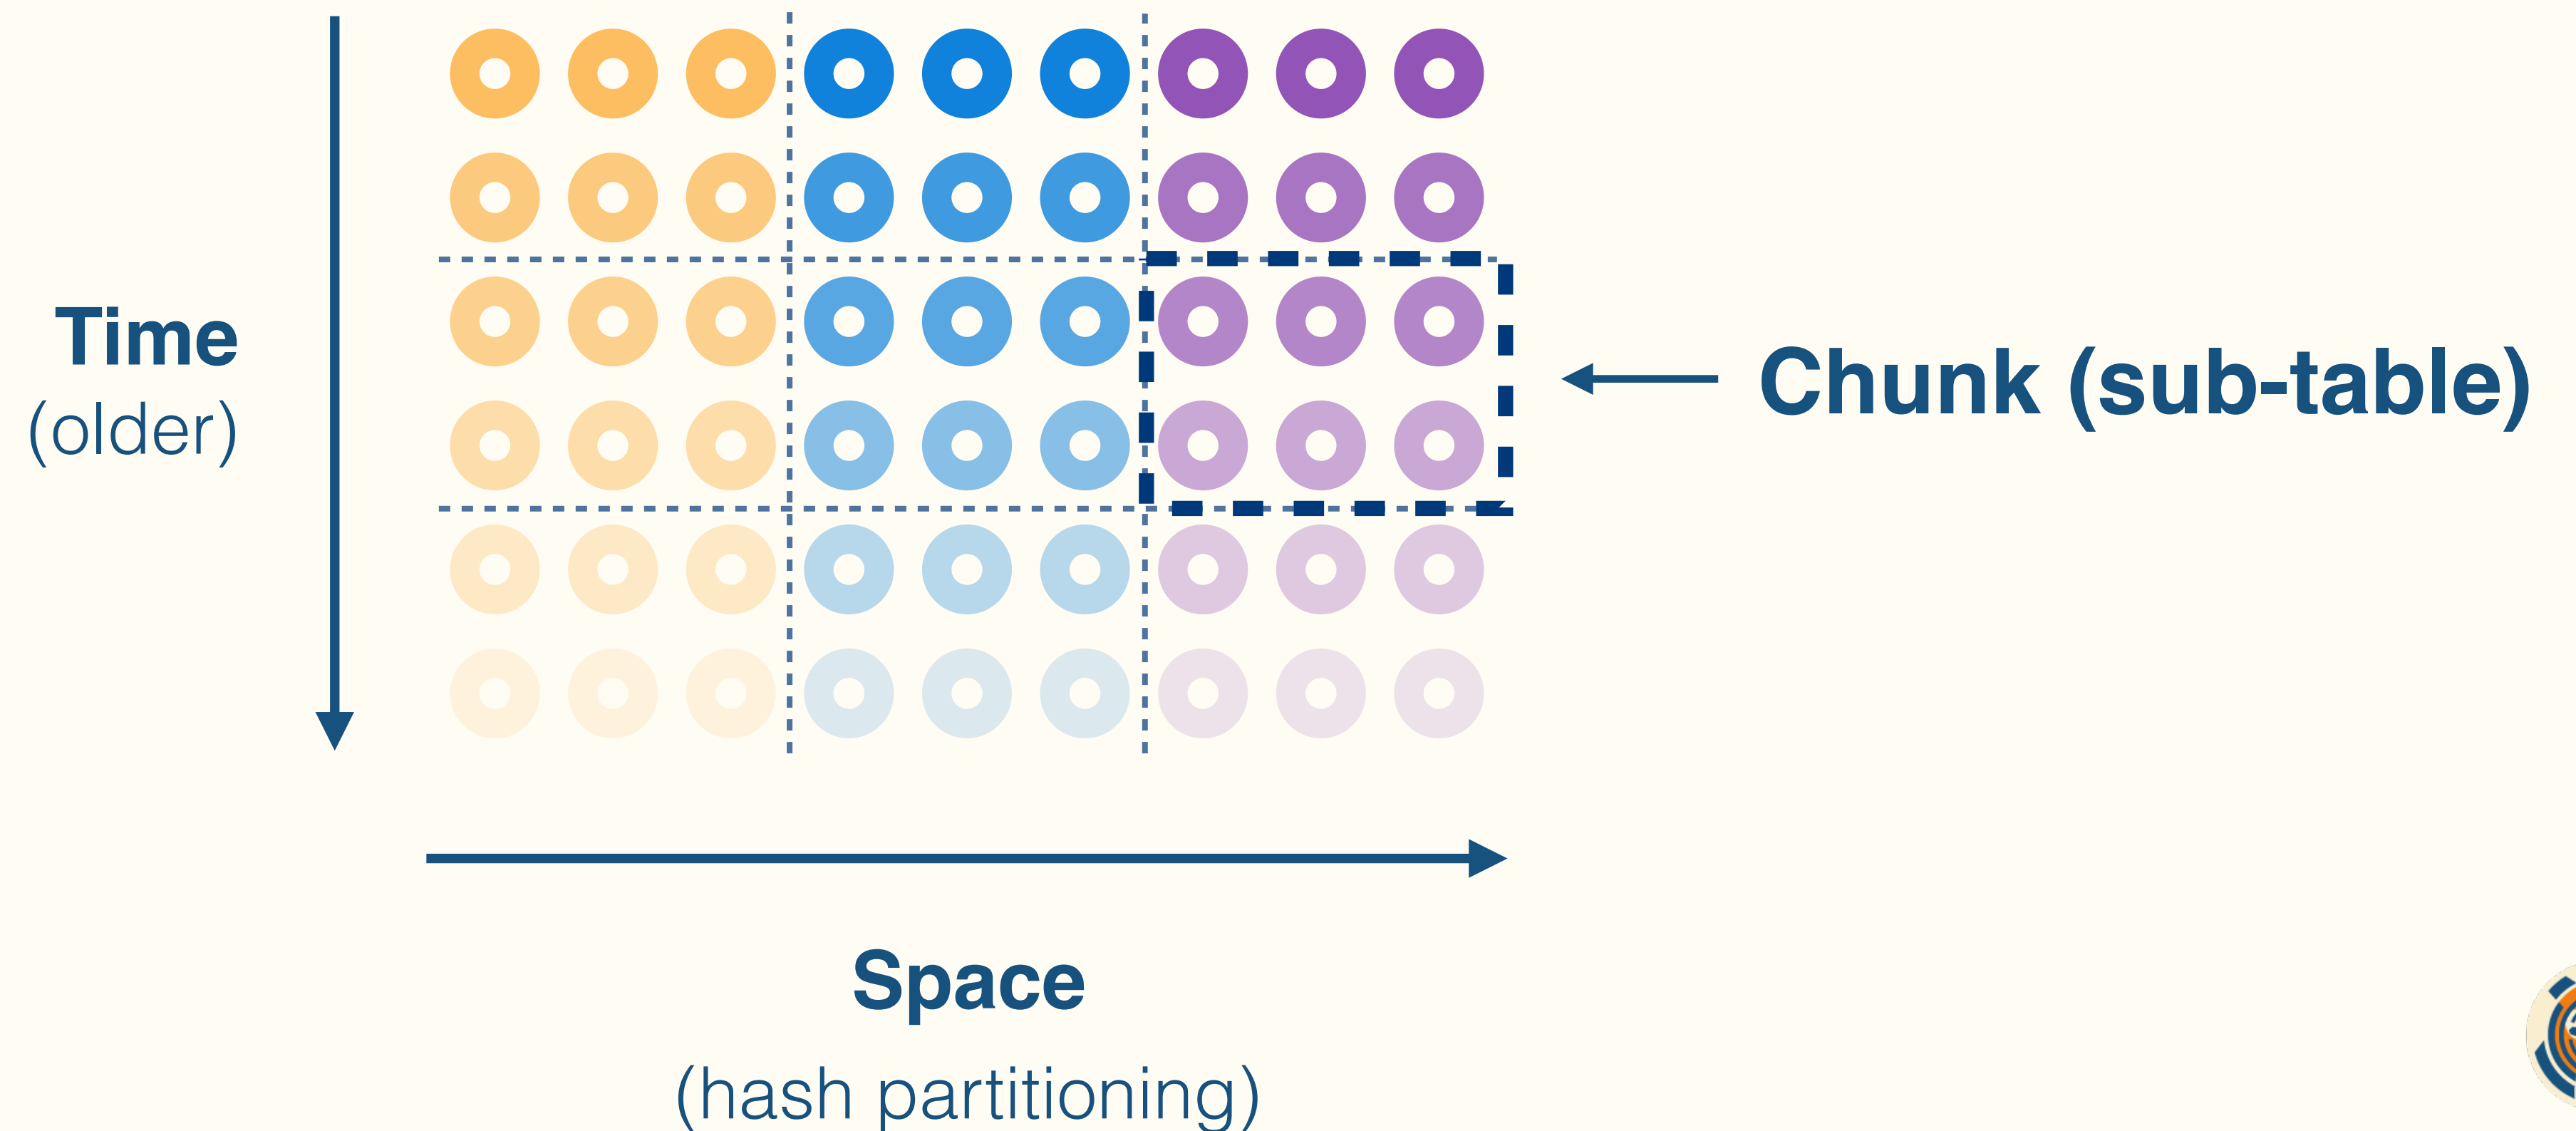 Time
(older)
Chunk (sub-table)
Space
(hash partitioning)